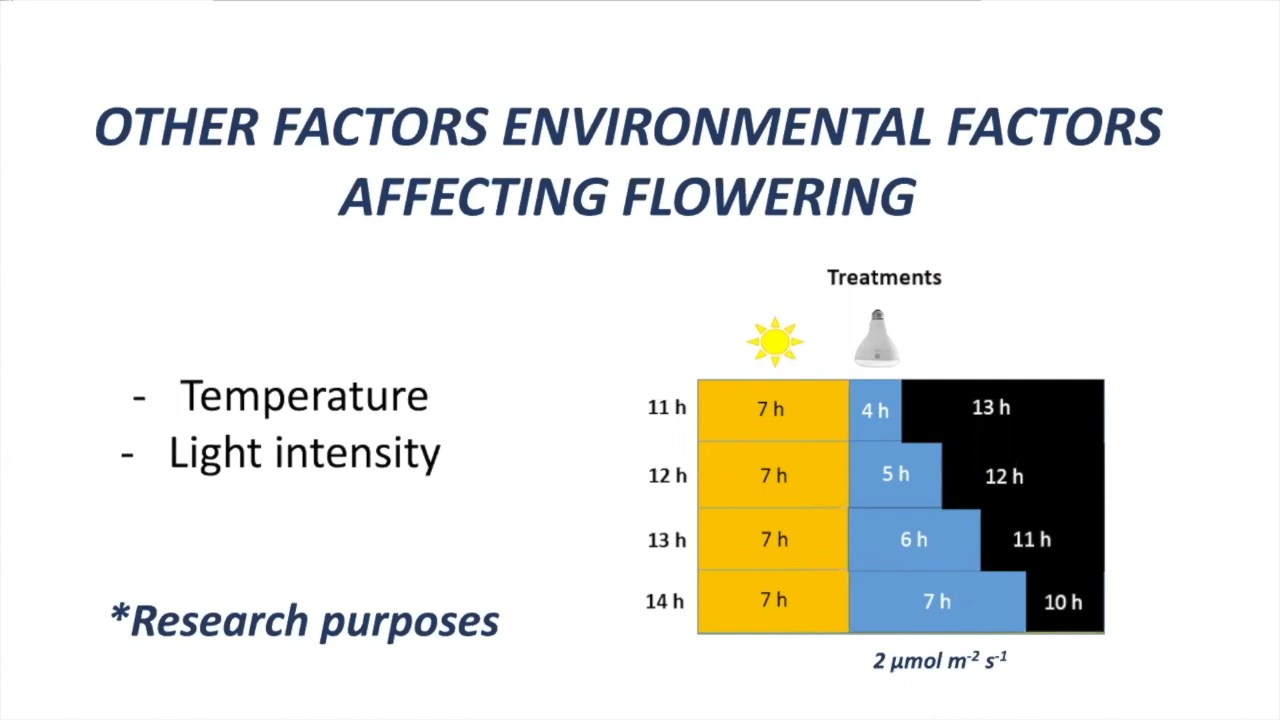 OTHER FACTORS ENVIRONMENTAL FACTORS
AFFECTING FLOWERING
- Temperature
- Light intensity
*Research purposes
Treatments
11 h 7 h 4 h 13 h
12 h 7 h 5 h 12 h
13 h 7 h 6 h 11 h
14 h 7 h 7 h 10 h
2 µmol m⁻² s⁻¹